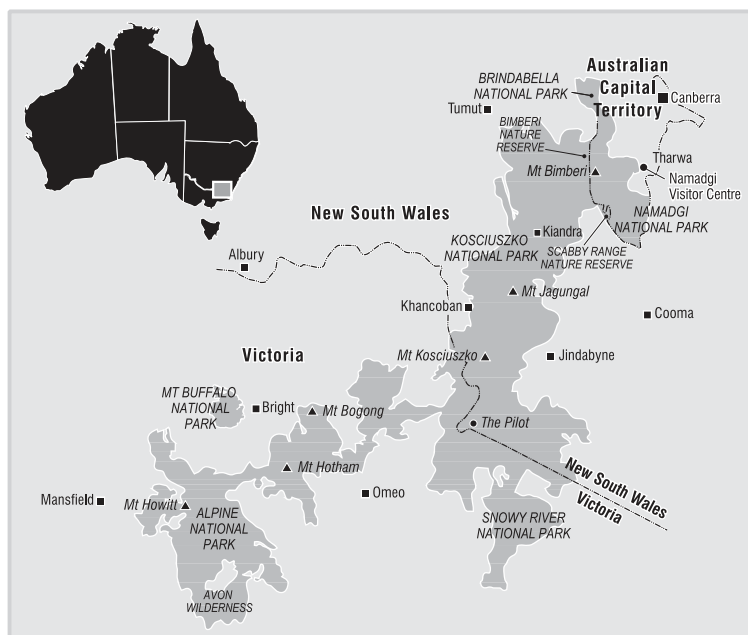 Australian
Capital
Territory
BRINDABELLA
NATIONAL PARK
Canberra
Tumut
BIMBERI
NATURE
RESERVE
Tharwa
Mt Bimberi
Namadgi
Visitor Centre
New South Wales
NAMADGI
NATIONAL PARK
Kiandra
KOSCIUSZKO
NATIONAL PARK
SCABBY RANGE
NATURE RESERVE
Albury
Mt Jagungal
Khancoban
Cooma
Victoria
Mt Kosciuszko
Jindabyne
MT BUFFALO
NATIONAL
PARK
Bright
Mt Bogong
The Pilot
Mt Hotham
New South Wales
Victoria
Mansfield
Mt Howitt
Omeo
ALPINE
NATIONAL
PARK
SNOWY RIVER
NATIONAL PARK
AVON
WILDERNESS